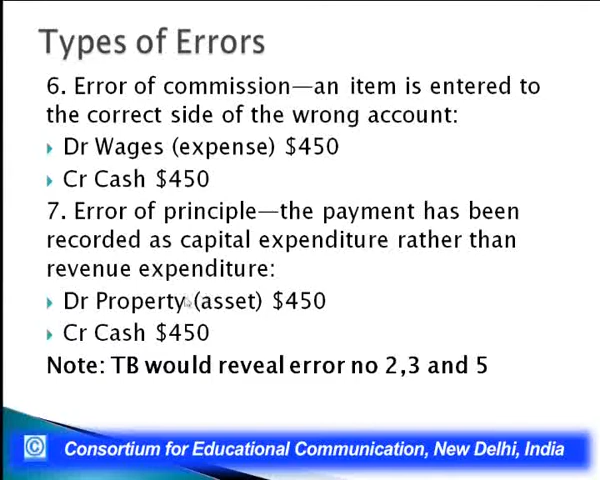 Types of Errors
6. Error of commission—an item is entered to
the correct side of the wrong account:
Dr Wages (expense) $450
Cr Cash $450
7. Error of principle—the payment has been
recorded as capital expenditure rather than
revenue expenditure:
Dr Property (asset) $450
Cr Cash $450
Note: TB would reveal error no 2,3 and 5
© Consortium for Educational Communication, New Delhi, India